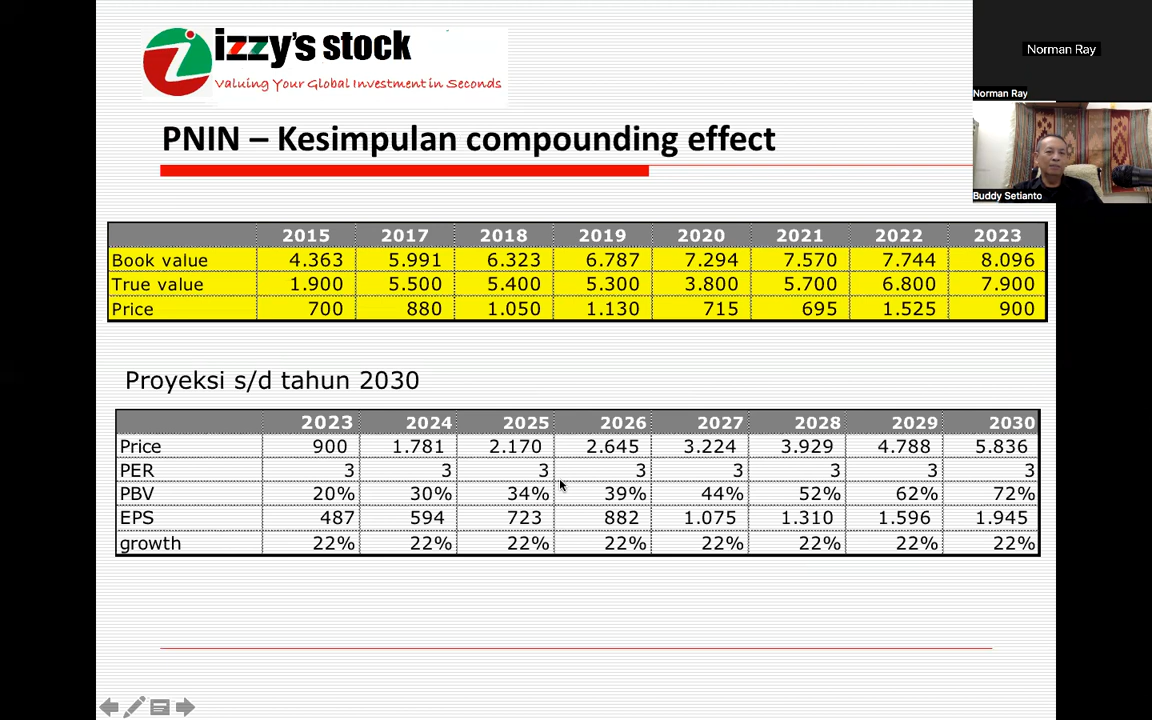 izzy's stock
Valuing Your Global Investment in Seconds
Norman Ray
Norman Ray
PNIN – Kesimpulan compounding effect
Buddy Setianto
2015 2017 2018 2019 2020 2021 2022 2023
Book value 4.363 5.991 6.323 6.787 7.294 7.570 7.744 8.096
True value 1.900 5.500 5.400 5.300 3.800 5.700 6.800 7.900
Price 700 880 1.050 1.130 715 695 1.525 900
Proyeksi s/d tahun 2030
2023 2024 2025 2026 2027 2028 2029 2030
Price 900 1.781 2.170 2.645 3.224 3.929 4.788 5.836
PER 3 3 3 3 3 3 3 3
PBV 20% 30% 34% 39% 44% 52% 62% 72%
EPS 487 594 723 882 1.075 1.310 1.596 1.945
growth 22% 22% 22% 22% 22% 22% 22% 22%